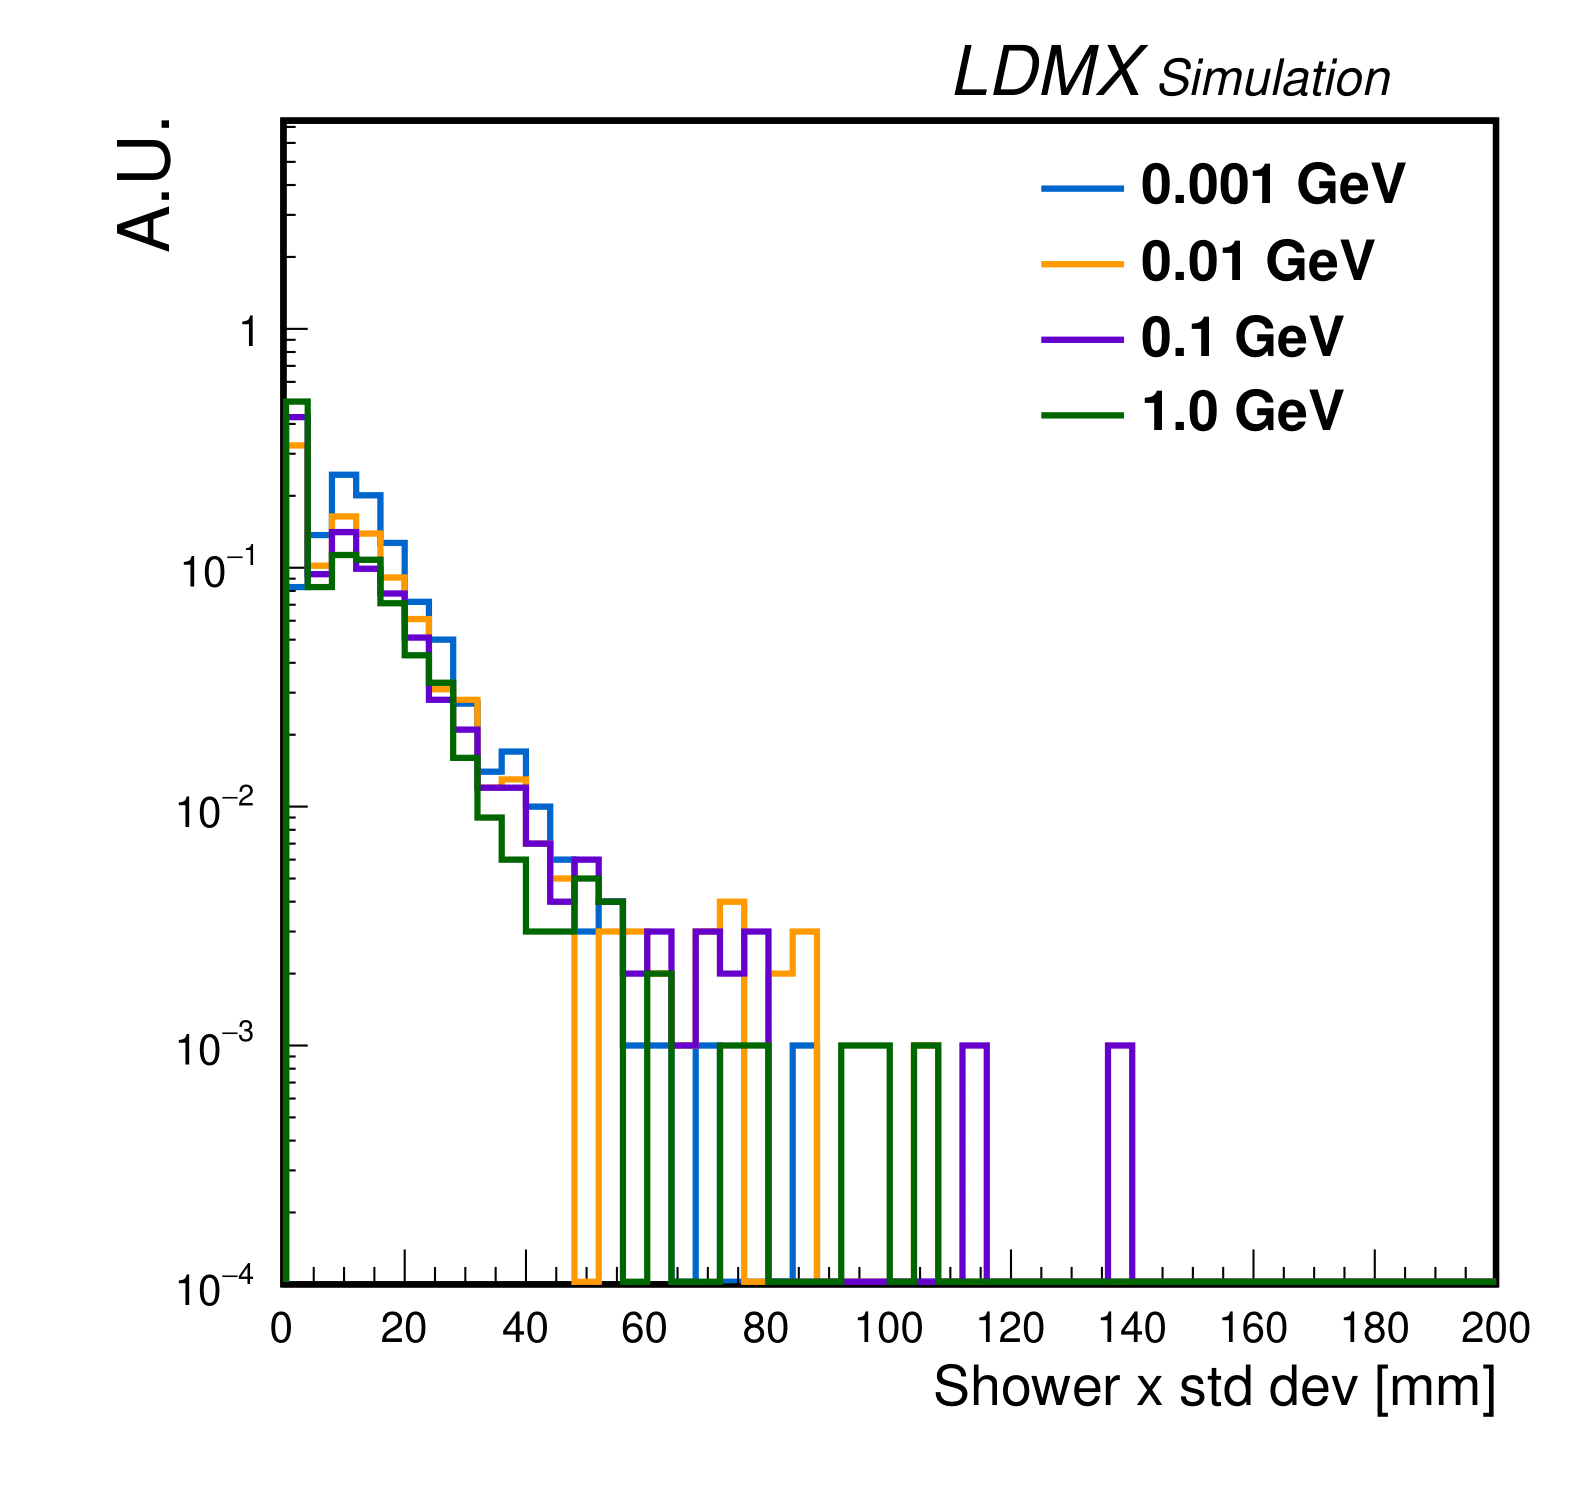 LDMX Simulation
A.U.
0.001 GeV
0.01 GeV
0.1 GeV
1.0 GeV
1
10⁻¹
10⁻²
10⁻³
10⁻⁴
0 20 40 60 80 100 120 140 160 180 200
Shower x std dev [mm]